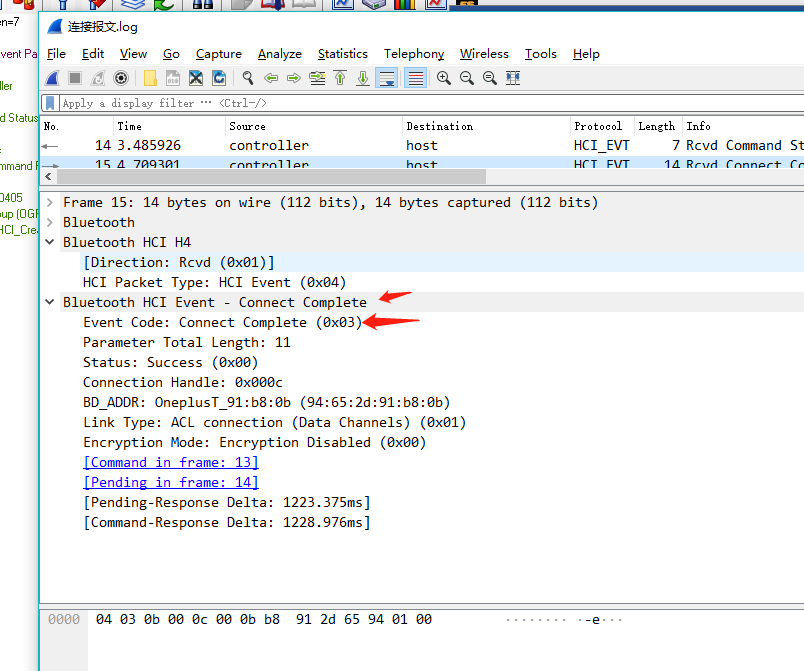 en=7
连接报文.log
vent Pa
File Edit View Go Capture Analyze Statistics Telephony Wireless Tools Help
ller
Apply a display filter ⋯ <Ctrl-/>
d Status
No. Time Source Destination Protocol Length Info
14 3.485926 controller host HCI_EVT 7 Rcvd Command St
15 4.709301 controller host HCI_EVT 14 Rcvd Connect Co
mmand P
0405
oup (OGF
HCI_Crea
Frame 15: 14 bytes on wire (112 bits), 14 bytes captured (112 bits)
Bluetooth
Bluetooth HCI H4
[Direction: Rcvd (0x01)]
HCI Packet Type: HCI Event (0x04)
Bluetooth HCI Event - Connect Complete
Event Code: Connect Complete (0x03)
Parameter Total Length: 11
Status: Success (0x00)
Connection Handle: 0x000c
BD_ADDR: OneplusT_91:b8:0b (94:65:2d:91:b8:0b)
Link Type: ACL connection (Data Channels) (0x01)
Encryption Mode: Encryption Disabled (0x00)
[Command in frame: 13]
[Pending in frame: 14]
[Pending-Response Delta: 1223.375ms]
[Command-Response Delta: 1228.976ms]
0000 04 03 0b 00 0c 00 0b b8 91 2d 65 94 01 00 ········ ·-e···